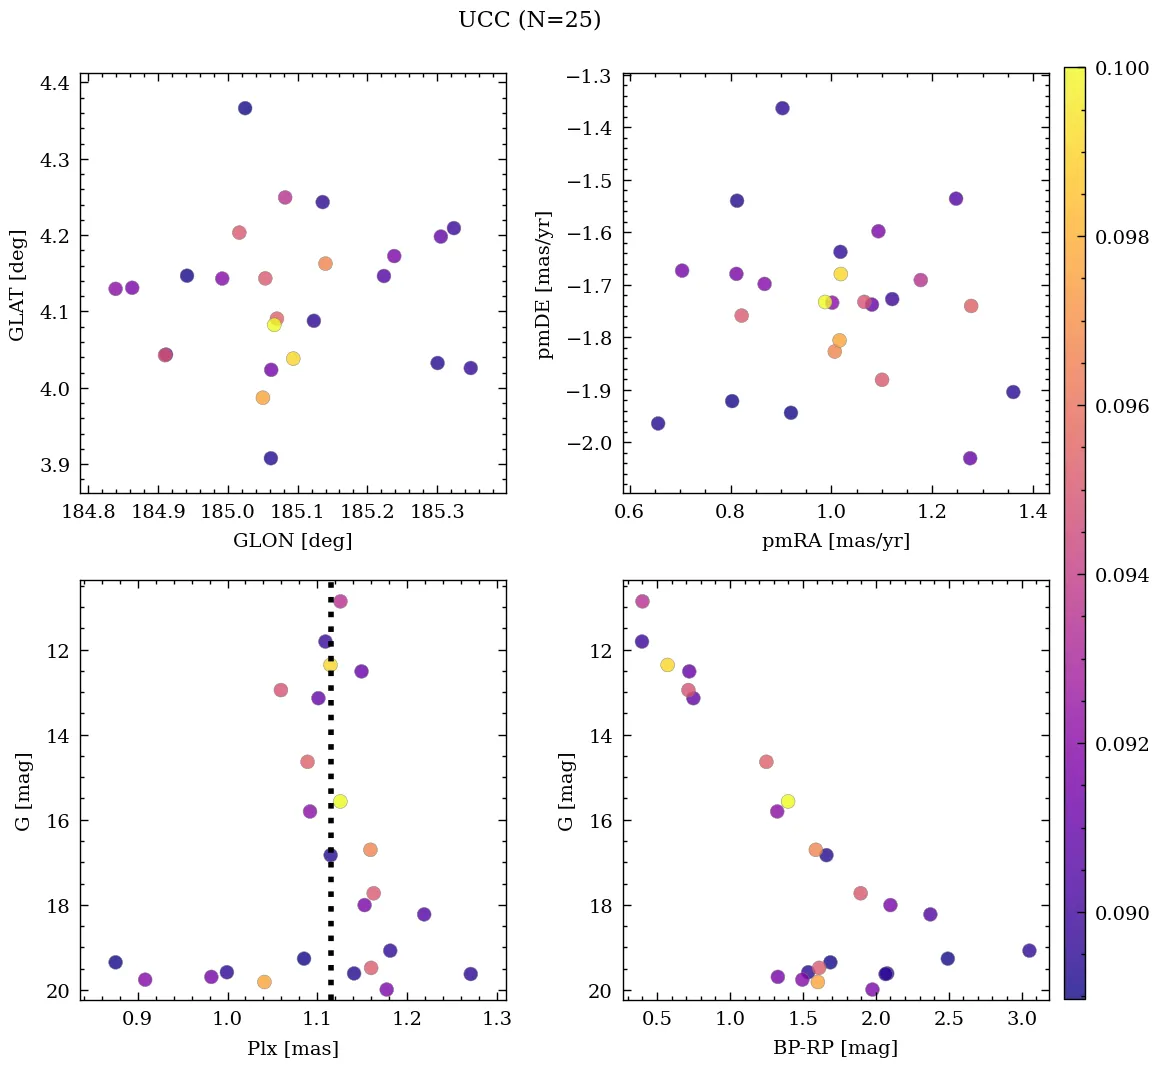 UCC (N=25)
4.4
4.3
4.2
4.1
4.0
3.9
GLAT [deg]
184.8 184.9 185.0 185.1 185.2 185.3
GLON [deg]
−1.3
−1.4
−1.5
−1.6
−1.7
−1.8
−1.9
−2.0
pmDE [mas/yr]
0.6 0.8 1.0 1.2 1.4
pmRA [mas/yr]
0.100
0.098
0.096
0.094
0.092
0.090
12
14
16
18
20
G [mag]
0.9 1.0 1.1 1.2 1.3
Plx [mas]
12
14
16
18
20
G [mag]
0.5 1.0 1.5 2.0 2.5 3.0
BP-RP [mag]